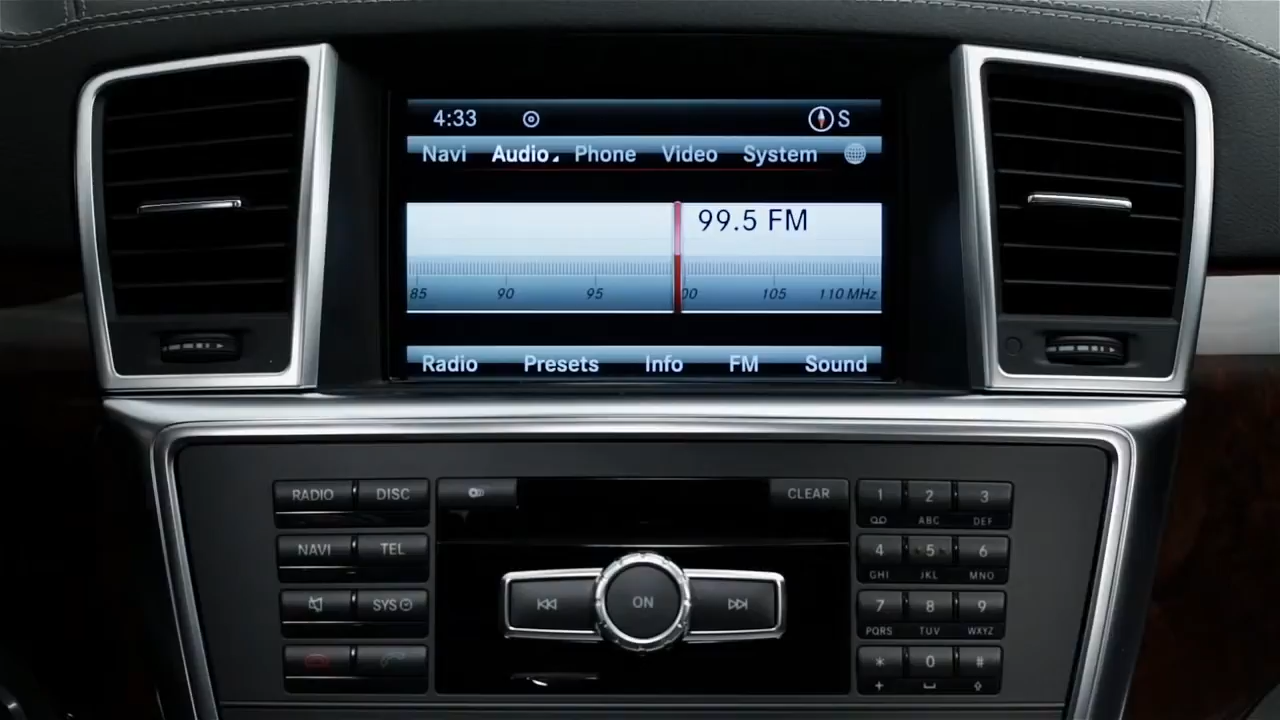 4:33 S
Navi Audio Phone Video System
99.5 FM
85 90 95 00 105 110 MHz
Radio Presets Info FM Sound
RADIO DISC CLEAR 1 2 3
ABC DEF
NAVI TEL 4 5 6
GHI JKL MNO
SYS ON 7 8 9
PQRS TUV WXYZ
* 0 #
+